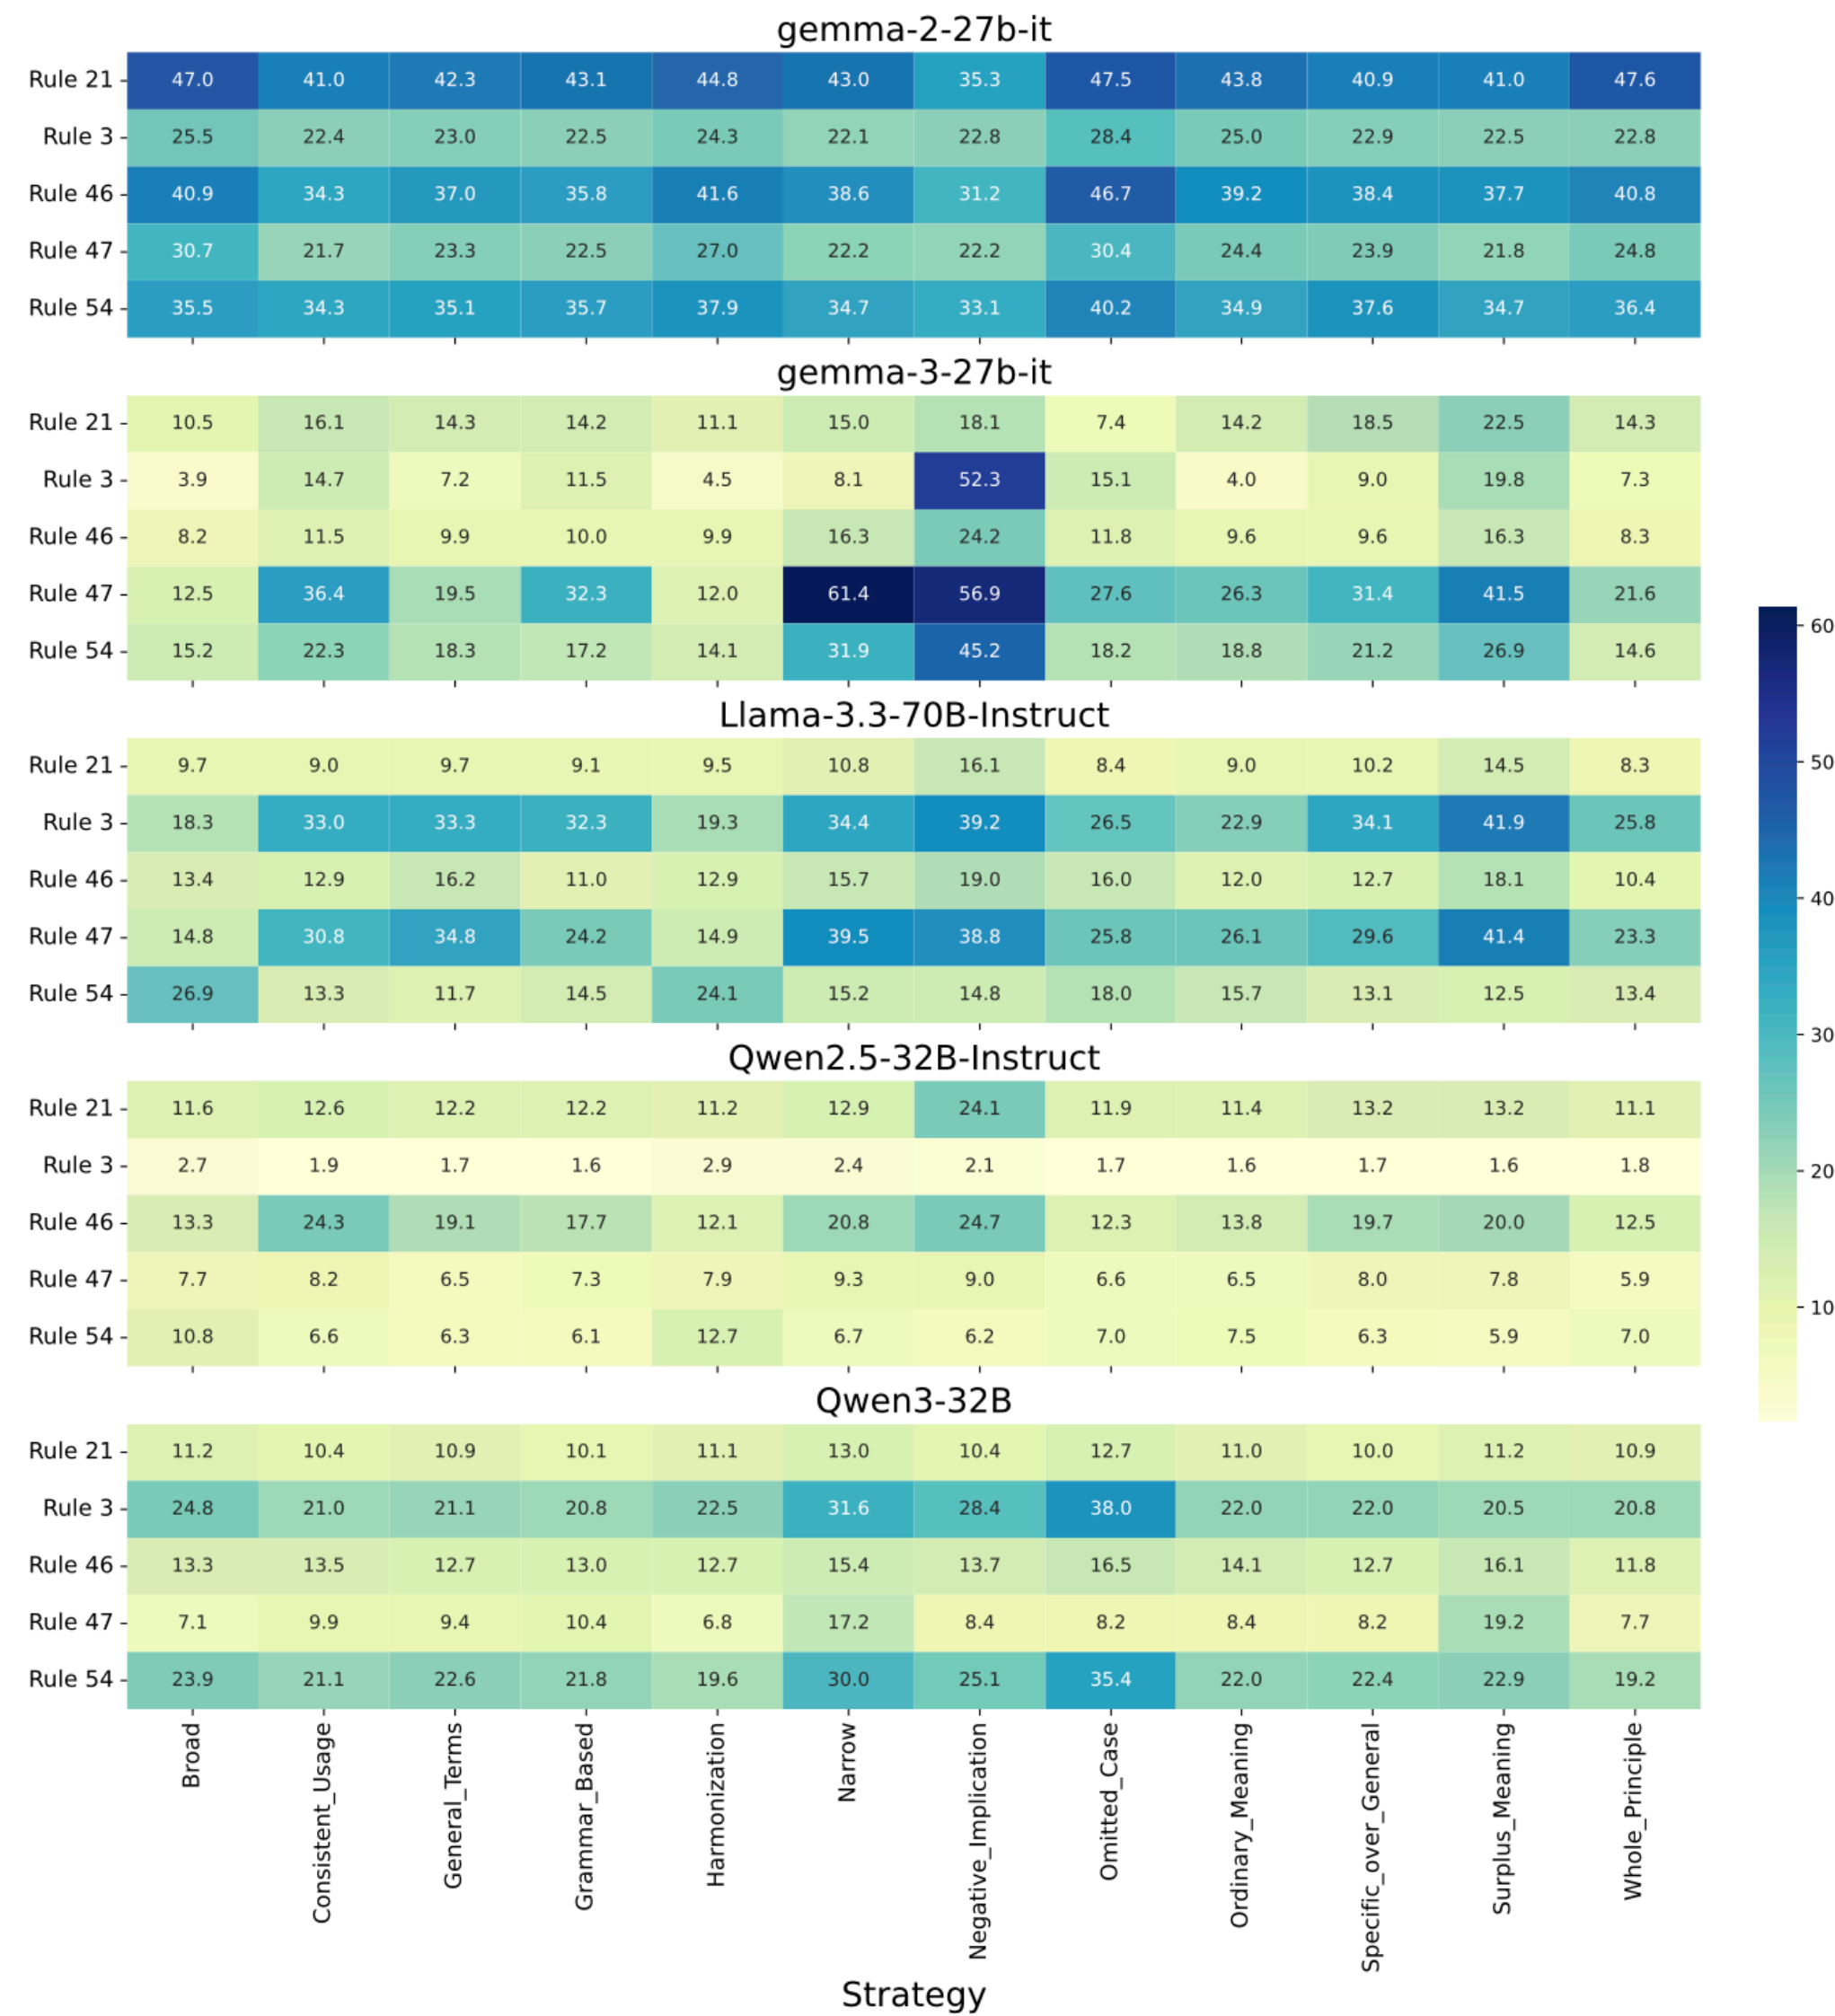 gemma-2-27b-it
Rule 21 47.0 41.0 42.3 43.1 44.8 43.0 35.3 47.5 43.8 40.9 41.0 47.6
Rule 3 25.5 22.4 23.0 22.5 24.3 22.1 22.8 28.4 25.0 22.9 22.5 22.8
Rule 46 40.9 34.3 37.0 35.8 41.6 38.6 31.2 46.7 39.2 38.4 37.7 40.8
Rule 47 30.7 21.7 23.3 22.5 27.0 22.2 22.2 30.4 24.4 23.9 21.8 24.8
Rule 54 35.5 34.3 35.1 35.7 37.9 34.7 33.1 40.2 34.9 37.6 34.7 36.4
gemma-3-27b-it
Rule 21 10.5 16.1 14.3 14.2 11.1 15.0 18.1 7.4 14.2 18.5 22.5 14.3
Rule 3 3.9 14.7 7.2 11.5 4.5 8.1 52.3 15.1 4.0 9.0 19.8 7.3
Rule 46 8.2 11.5 9.9 10.0 9.9 16.3 24.2 11.8 9.6 9.6 16.3 8.3
Rule 47 12.5 36.4 19.5 32.3 12.0 61.4 56.9 27.6 26.3 31.4 41.5 21.6
Rule 54 15.2 22.3 18.3 17.2 14.1 31.9 45.2 18.2 18.8 21.2 26.9 14.6
Llama-3.3-70B-Instruct
Rule 21 9.7 9.0 9.7 9.1 9.5 10.8 16.1 8.4 9.0 10.2 14.5 8.3
Rule 3 18.3 33.0 33.3 32.3 19.3 34.4 39.2 26.5 22.9 34.1 41.9 25.8
Rule 46 13.4 12.9 16.2 11.0 12.9 15.7 19.0 16.0 12.0 12.7 18.1 10.4
Rule 47 14.8 30.8 34.8 24.2 14.9 39.5 38.8 25.8 26.1 29.6 41.4 23.3
Rule 54 26.9 13.3 11.7 14.5 24.1 15.2 14.8 18.0 15.7 13.1 12.5 13.4
Qwen2.5-32B-Instruct
Rule 21 11.6 12.6 12.2 12.2 11.2 12.9 24.1 11.9 11.4 13.2 13.2 11.1
Rule 3 2.7 1.9 1.7 1.6 2.9 2.4 2.1 1.7 1.6 1.7 1.6 1.8
Rule 46 13.3 24.3 19.1 17.7 12.1 20.8 24.7 12.3 13.8 19.7 20.0 12.5
Rule 47 7.7 8.2 6.5 7.3 7.9 9.3 9.0 6.6 6.5 8.0 7.8 5.9
Rule 54 10.8 6.6 6.3 6.1 12.7 6.7 6.2 7.0 7.5 6.3 5.9 7.0
Qwen3-32B
Rule 21 11.2 10.4 10.9 10.1 11.1 13.0 10.4 12.7 11.0 10.0 11.2 10.9
Rule 3 24.8 21.0 21.1 20.8 22.5 31.6 28.4 38.0 22.0 22.0 20.5 20.8
Rule 46 13.3 13.5 12.7 13.0 12.7 15.4 13.7 16.5 14.1 12.7 16.1 11.8
Rule 47 7.1 9.9 9.4 10.4 6.8 17.2 8.4 8.2 8.4 8.2 19.2 7.7
Rule 54 23.9 21.1 22.6 21.8 19.6 30.0 25.1 35.4 22.0 22.4 22.9 19.2
Broad
Consistent_Usage
General_Terms
Grammar_Based
Harmonization
Narrow
Negative_Implication
Omitted_Case
Ordinary_Meaning
Specific_over_General
Surplus_Meaning
Whole_Principle
Strategy
60
50
40
30
20
10